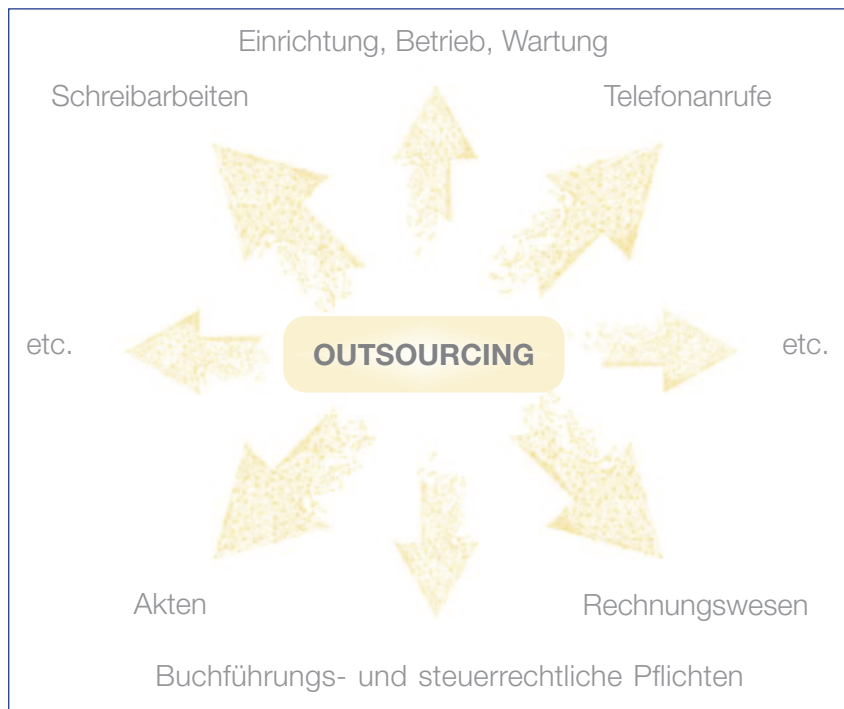 Einrichtung, Betrieb, Wartung
Schreibarbeiten
Telefonanrufe
etc.
OUTSOURCING
etc.
Akten
Rechnungswesen
Buchführungs- und steuerrechtliche Pflichten